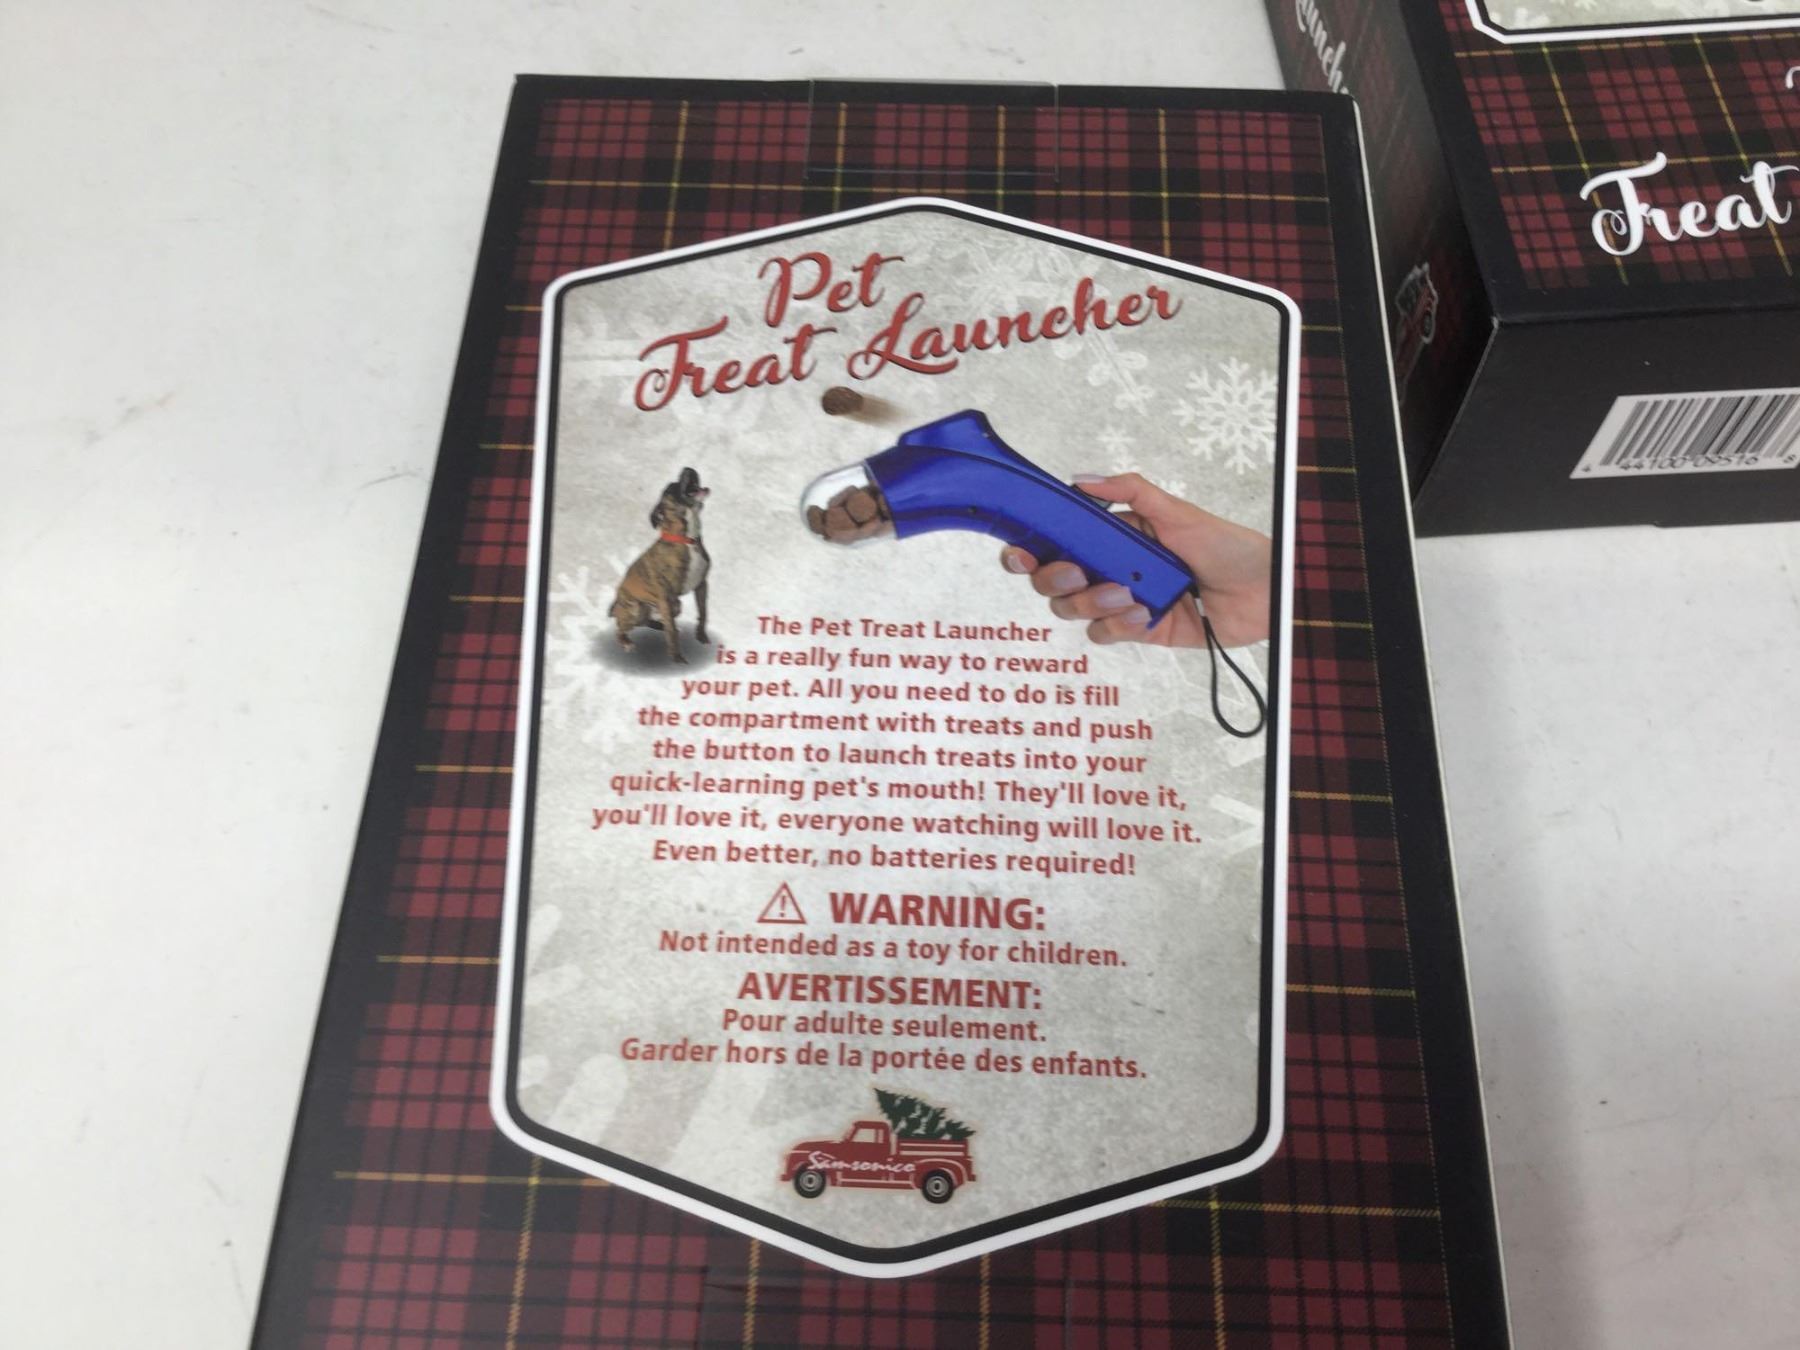 Pet
Treat Launcher
The Pet Treat Launcher
is a really fun way to reward
your pet. All you need to do is fill
the compartment with treats and push
the button to launch treats into your
quick-learning pet's mouth! They'll love it,
you'll love it, everyone watching will love it.
Even better, no batteries required!
WARNING:
Not intended as a toy for children.
AVERTISSEMENT:
Pour adulte seulement.
Garder hors de la portée des enfants.
Samsonico
Treat